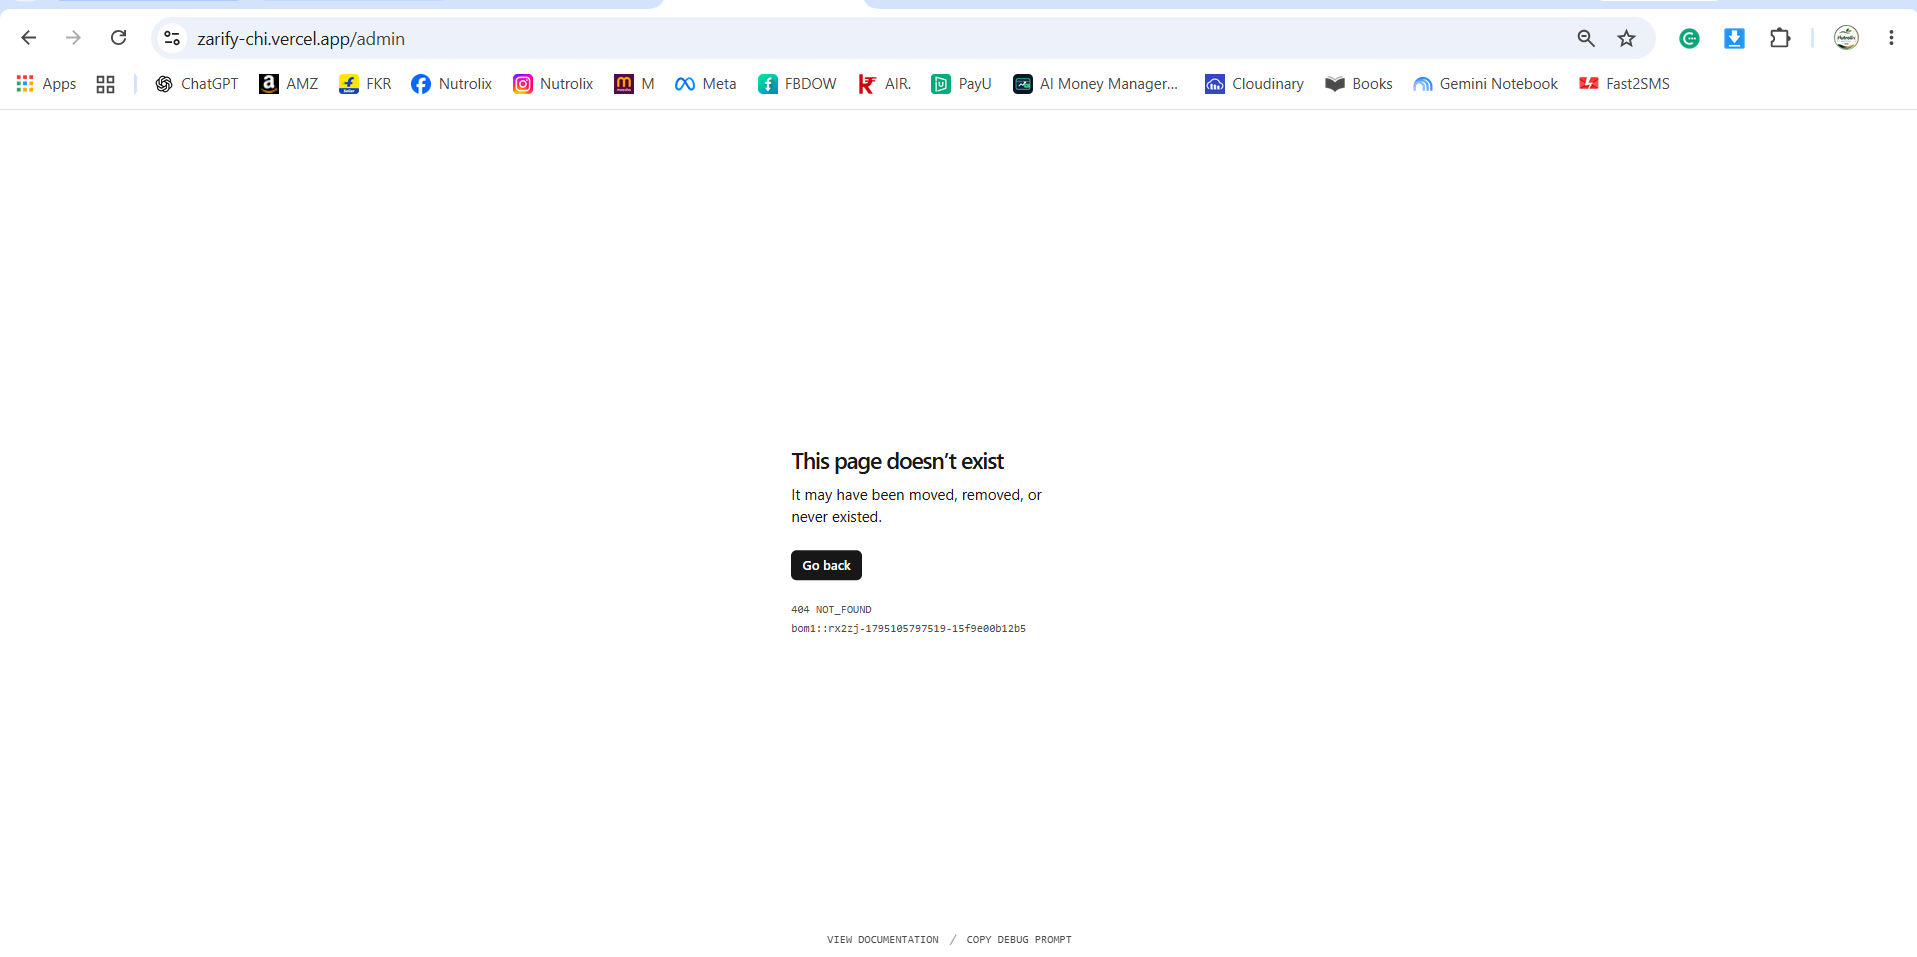 zarify-chi.vercel.app/admin
Apps ChatGPT AMZ FKR Nutrolix Nutrolix M Meta FBDOW AIR. PayU AI Money Manager... Cloudinary Books Gemini Notebook Fast2SMS
This page doesn’t exist
It may have been moved, removed, or
never existed.
Go back
404 NOT_FOUND
bom1::rx2zj-1795105797519-15f9e00b12b5
VIEW DOCUMENTATION / COPY DEBUG PROMPT